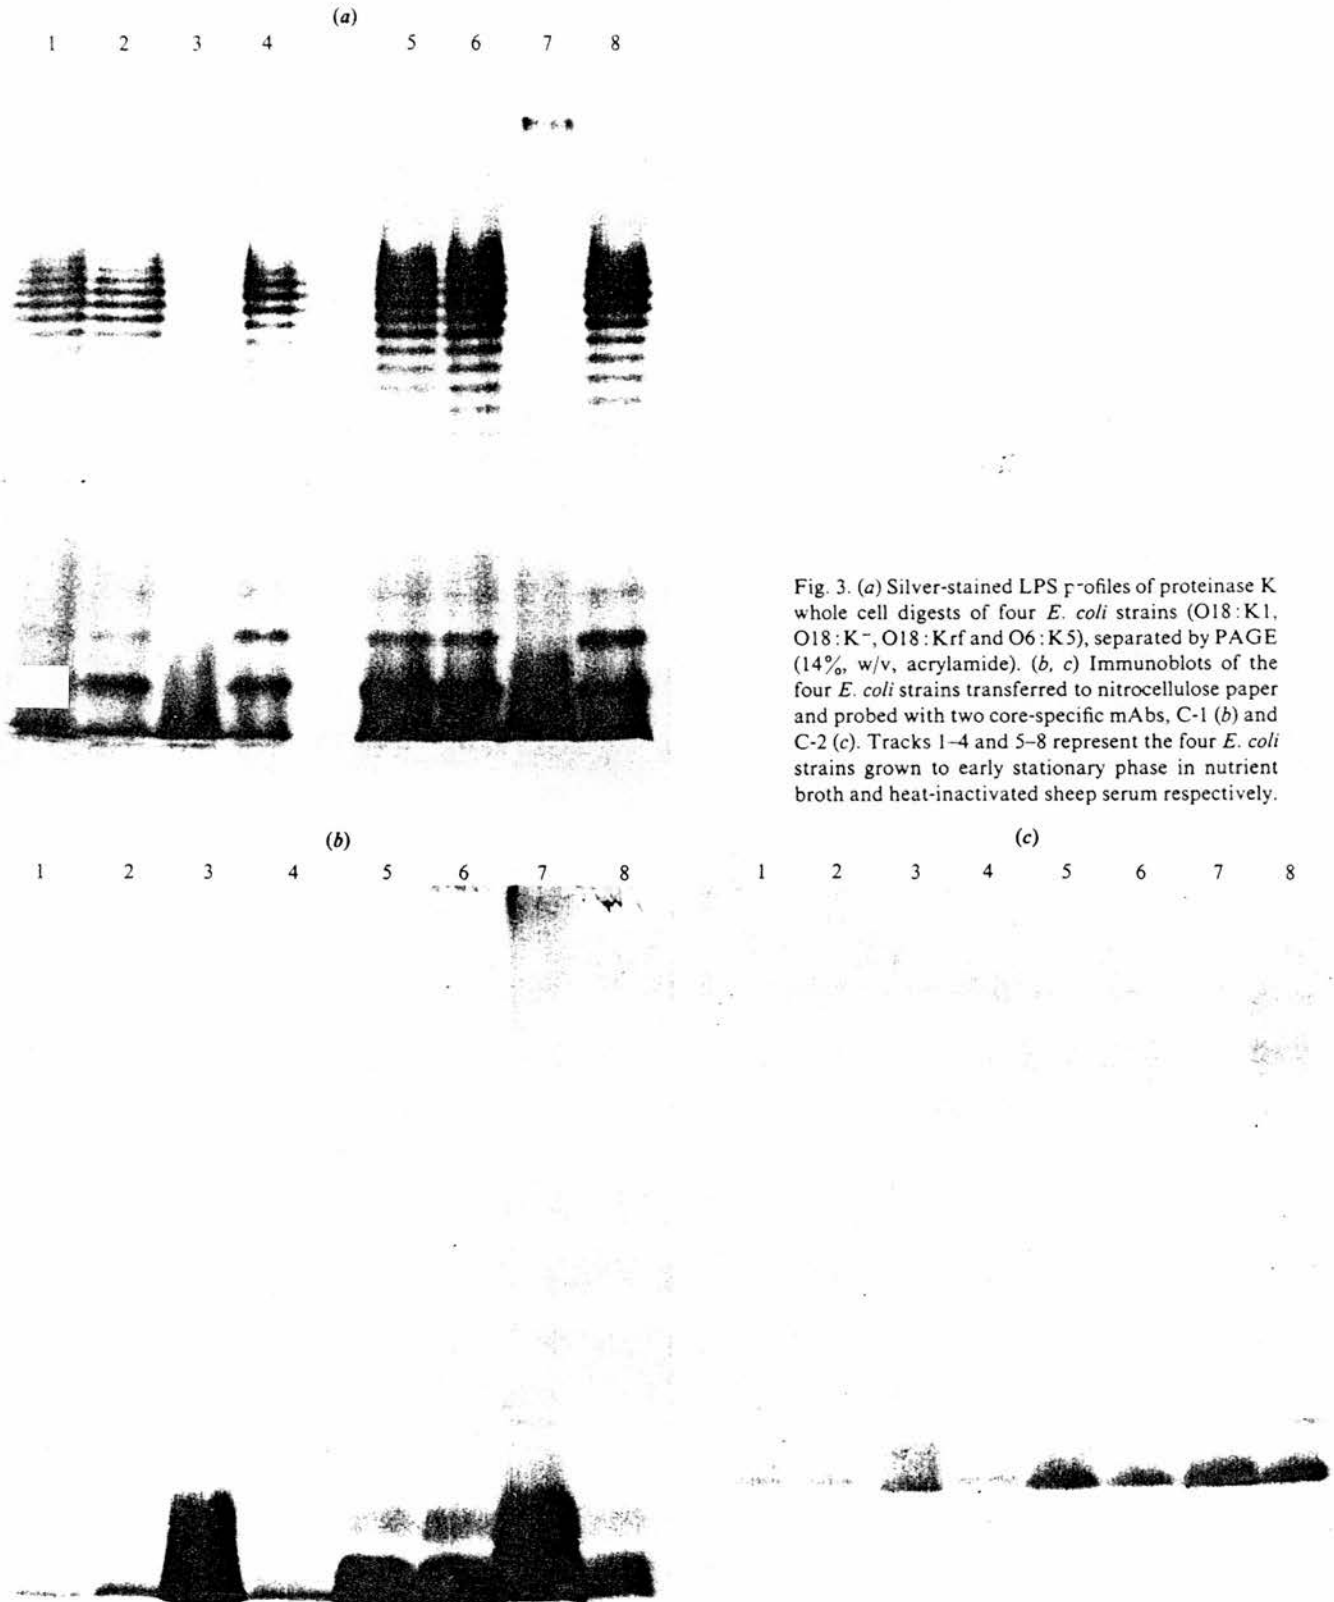 (a)
1 2 3 4 5 6 7 8
Fig. 3. (a) Silver-stained LPS profiles of proteinase K
whole cell digests of four E. coli strains (O18:K1,
O18:K⁻, O18:Krf and O6:K5), separated by PAGE
(14%, w/v, acrylamide). (b, c) Immunoblots of the
four E. coli strains transferred to nitrocellulose paper
and probed with two core-specific mAbs, C-1 (b) and
C-2 (c). Tracks 1–4 and 5–8 represent the four E. coli
strains grown to early stationary phase in nutrient
broth and heat-inactivated sheep serum respectively.
(b)
1 2 3 4 5 6 7 8
(c)
1 2 3 4 5 6 7 8